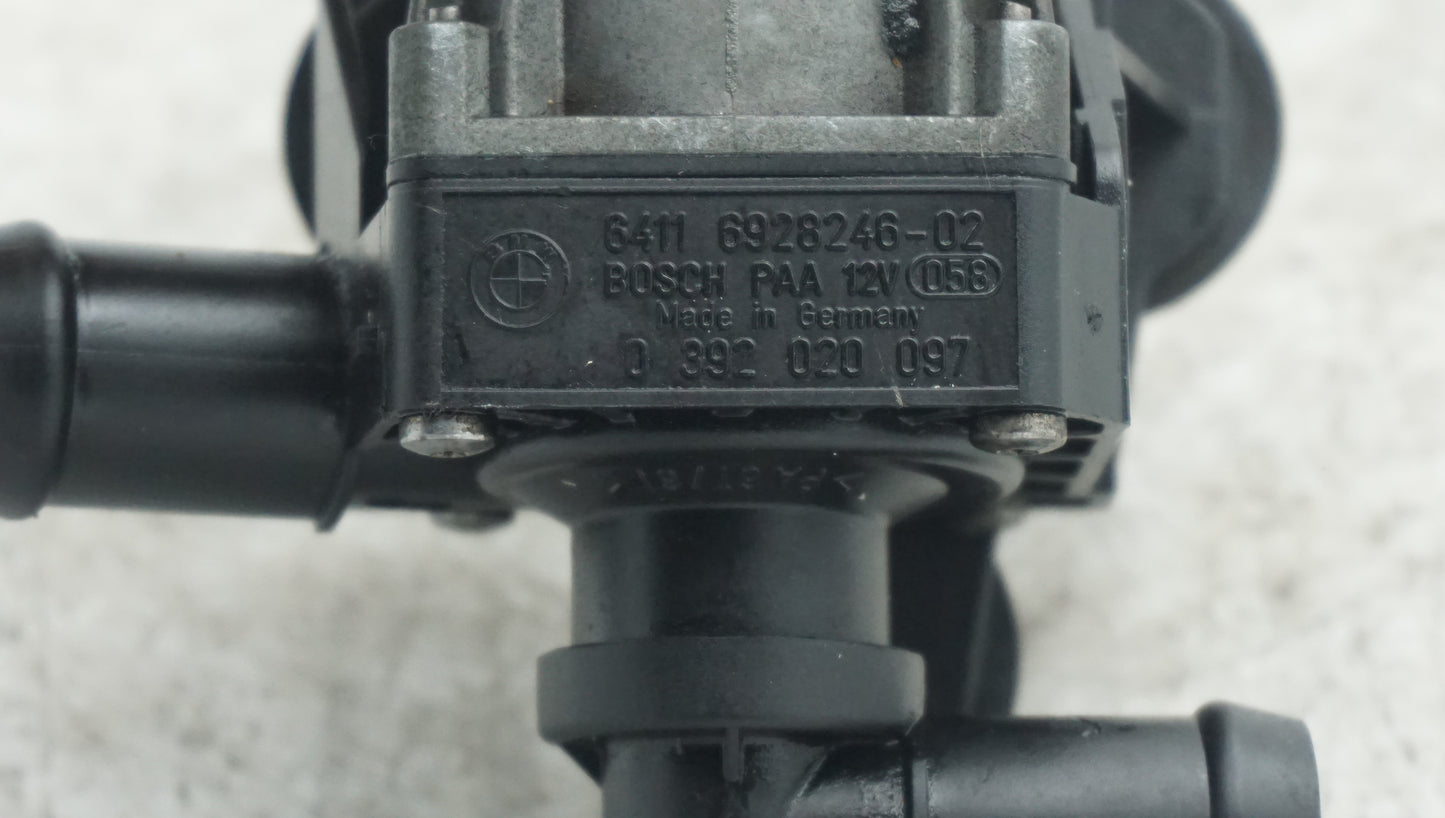 6411 6928246-02
BOSCH PAA 12V 058
Made in Germany
0 392 020 097